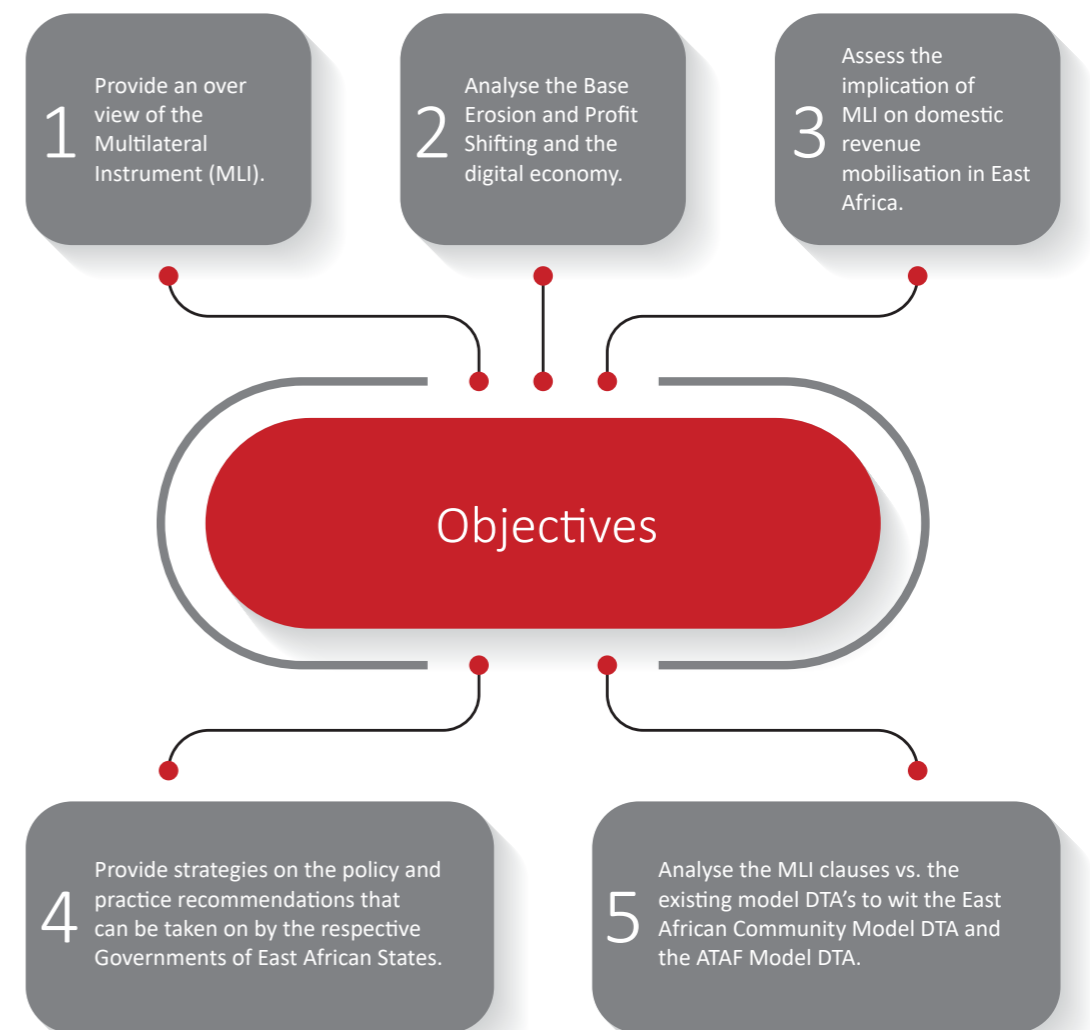 1
Provide an over
view of the
Multilateral
Instrument (MLI).
2
Analyse the Base
Erosion and Profit
Shifting and the
digital economy.
3
Assess the
implication of
MLI on domestic
revenue
mobilisation in East
Africa.
Objectives
4
Provide strategies on the policy and
practice recommendations that
can be taken on by the respective
Governments of East African States.
5
Analyse the MLI clauses vs. the
existing model DTA's to wit the East
African Community Model DTA and
the ATAF Model DTA.